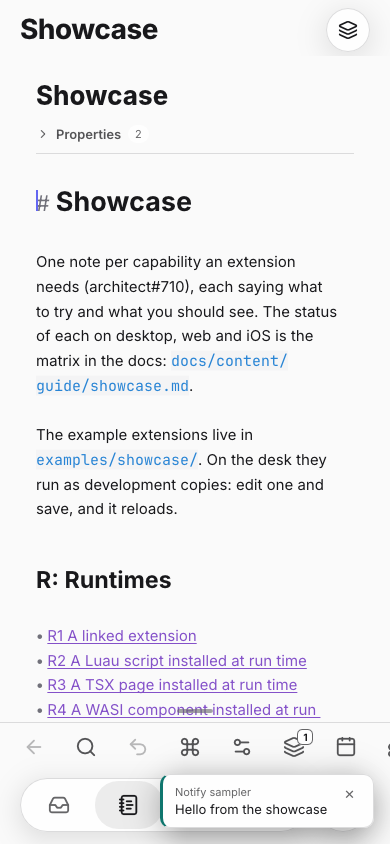 Showcase
Showcase
Properties 2
# Showcase
One note per capability an extension
needs (architect#710), each saying what
to try and what you should see. The status
of each on desktop, web and iOS is the
matrix in the docs: docs/content/
guide/showcase.md.
The example extensions live in
examples/showcase/. On the desk they
run as development copies: edit one and
save, and it reloads.
R: Runtimes
• R1 A linked extension
• R2 A Luau script installed at run time
• R3 A TSX page installed at run time
• R4 A WASI component installed at run
1
Notify sampler
Hello from the showcase